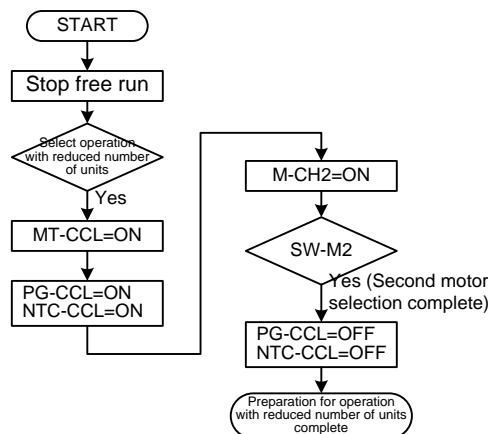 START
Stop free run
Select operation
with reduced number
of units
Yes
MT-CCL=ON
PG-CCL=ON
NTC-CCL=ON
M-CH2=ON
SW-M2
Yes (Second motor
selection complete)
PG-CCL=OFF
NTC-CCL=OFF
Preparation for operation
with reduced number of units
complete